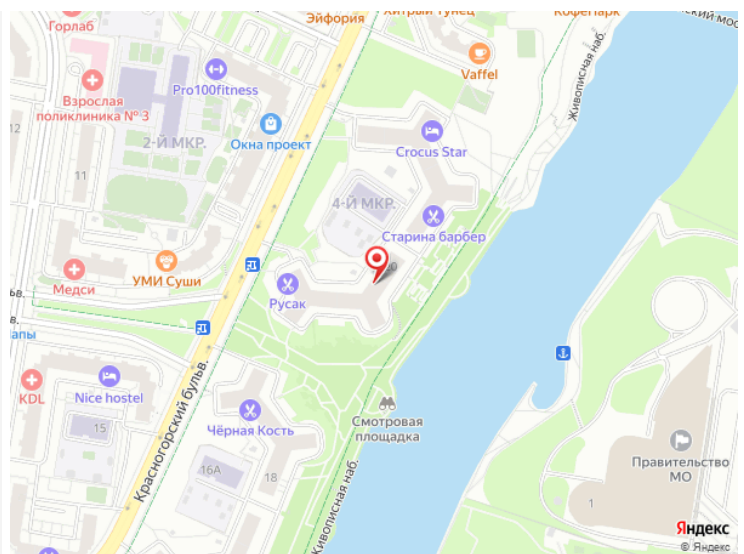 Горлаб
Эйфория
Хитрый Тунец
КофеПарк
Vaffel
Живописная наб.
Pro100fitness
Взрослая
поликлиника № 3
12
2-Й МКР.
Окна проект
11
Crocus Star
4-Й МКР.
Старина барбер
УМИ Суши
Медси
Русак
KDL
Nice hostel
Красногорский бульв.
15
Чёрная Кость
Смотровая
площадка
16А
18
Живописная наб.
Правительство
МО
1
Яндекс
© Яндекс